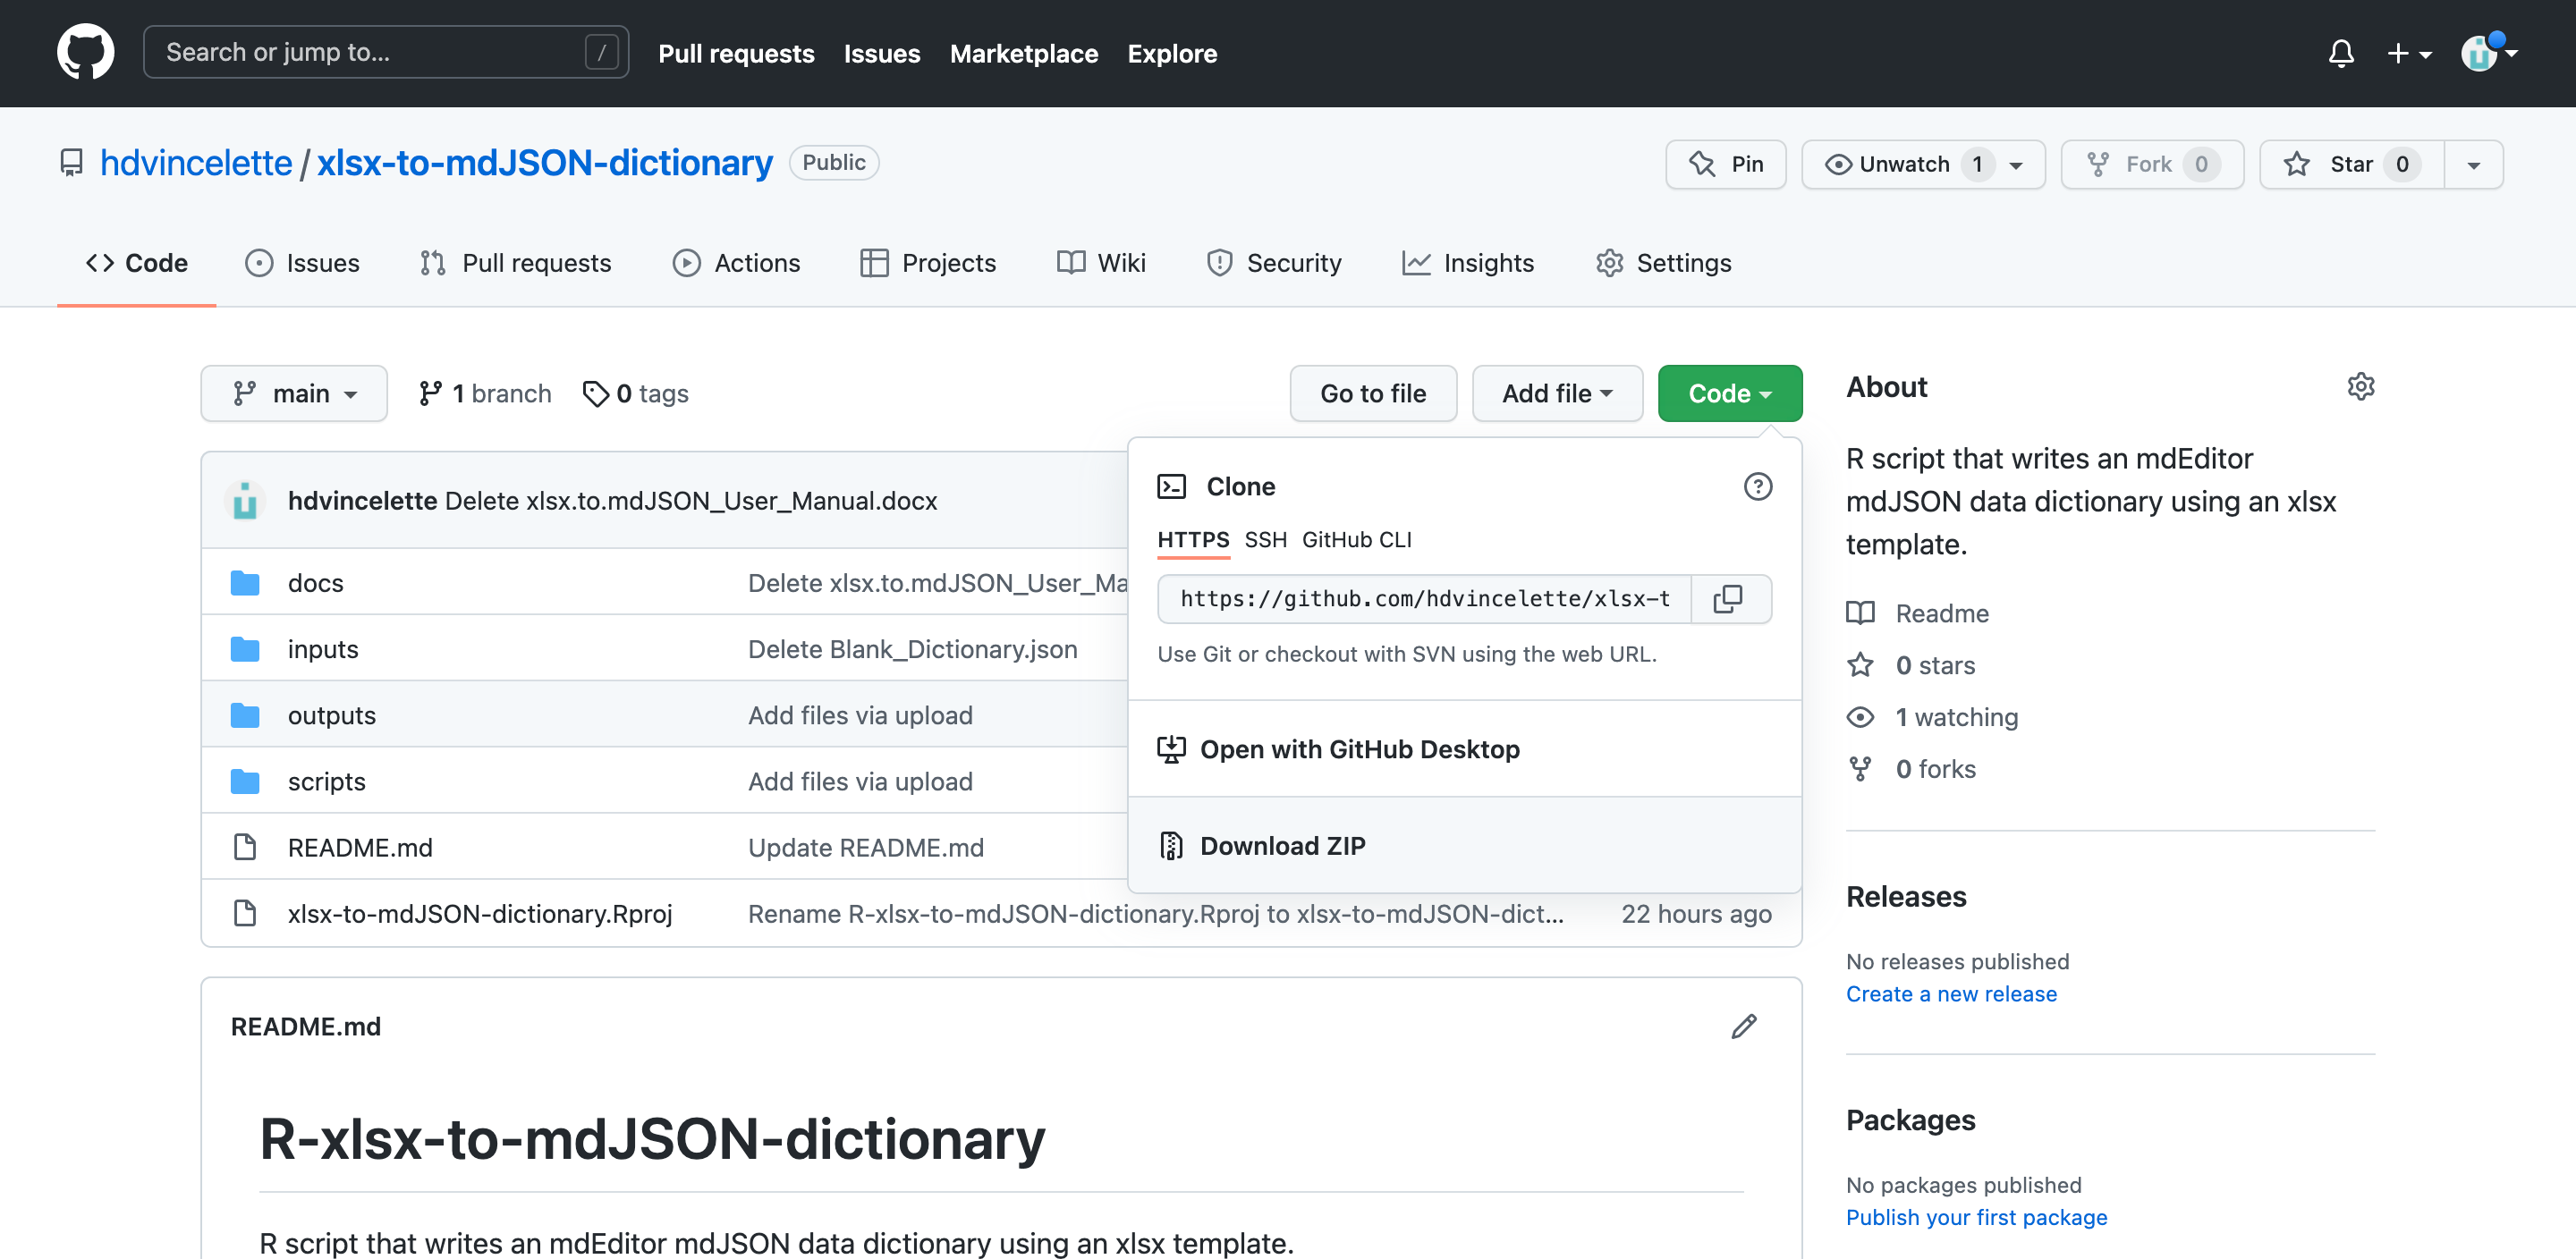 Search or jump to... /
Pull requests Issues Marketplace Explore
hdvincelette / xlsx-to-mdJSON-dictionary Public
Pin Unwatch 1 Fork 0 Star 0
Code Issues Pull requests Actions Projects Wiki Security Insights Settings
main 1 branch 0 tags
Go to file Add file Code
hdvincelette Delete xlsx.to.mdJSON_User_Manual.docx
docs Delete xlsx.to.mdJSON_User_Ma
inputs Delete Blank_Dictionary.json
outputs Add files via upload
scripts Add files via upload
README.md Update README.md
xlsx-to-mdJSON-dictionary.Rproj Rename R-xlsx-to-mdJSON-dictionary.Rproj to xlsx-to-mdJSON-dict... 22 hours ago
Clone
HTTPS SSH GitHub CLI
https://github.com/hdvincelette/xlsx-t
Use Git or checkout with SVN using the web URL.
Open with GitHub Desktop
Download ZIP
README.md
R-xlsx-to-mdJSON-dictionary
R script that writes an mdEditor mdJSON data dictionary using an xlsx template.
About
R script that writes an mdEditor
mdJSON data dictionary using an xlsx
template.
Readme
0 stars
1 watching
0 forks
Releases
No releases published
Create a new release
Packages
No packages published
Publish your first package